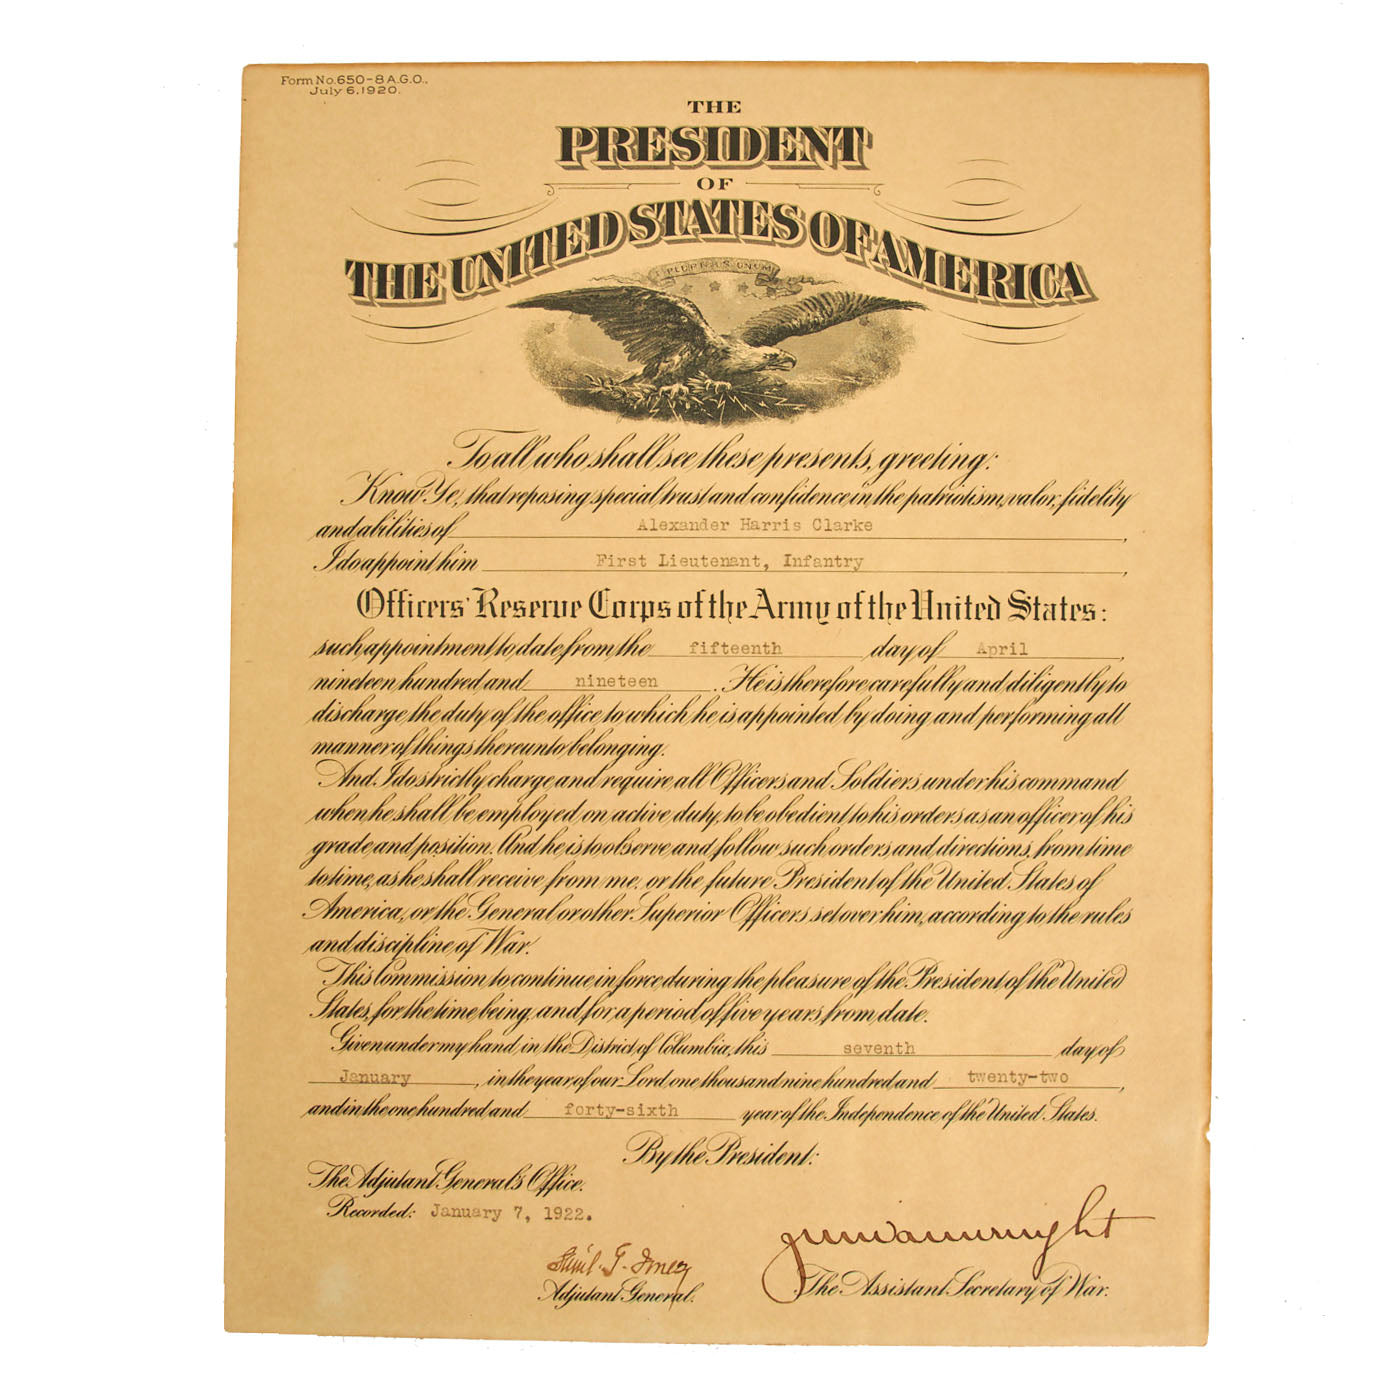 Form No. 650-8 A.G.O.
July 6, 1920.
THE
PRESIDENT
OF
THE UNITED STATES OF AMERICA
E PLURIBUS UNUM
To all who shall see these presents, greeting:
Know Ye, that reposing special trust and confidence in the patriotism, valor, fidelity
and abilities of Alexander Harris Clarke,
I do appoint him First Lieutenant, Infantry,
Officers' Reserve Corps of the Army of the United States:
such appointment to date from the fifteenth day of April,
nineteen hundred and nineteen. He is therefore carefully and diligently to
discharge the duty of the office to which he is appointed by doing and performing all
manner of things thereunto belonging.
And I do strictly charge and require all Officers and Soldiers under his command
when he shall be employed on active duty, to be obedient to his orders as an officer of his
grade and position. And he is to observe and follow such orders and directions, from time
to time, as he shall receive from me, or the future President of the United States of
America, or the General or other Superior Officers set over him, according to the rules
and discipline of War.
This Commission to continue in force during the pleasure of the President of the United
States, for the time being, and for a period of five years from date.
Given under my hand, in the District of Columbia, this seventh day of
January, in the year of our Lord one thousand nine hundred and twenty-two,
and in the one hundred and forty-sixth year of the Independence of the United States.
By the President:
The Adjutant General's Office.
Recorded: January 7, 1922.
Adjutant General.
The Assistant Secretary of War.